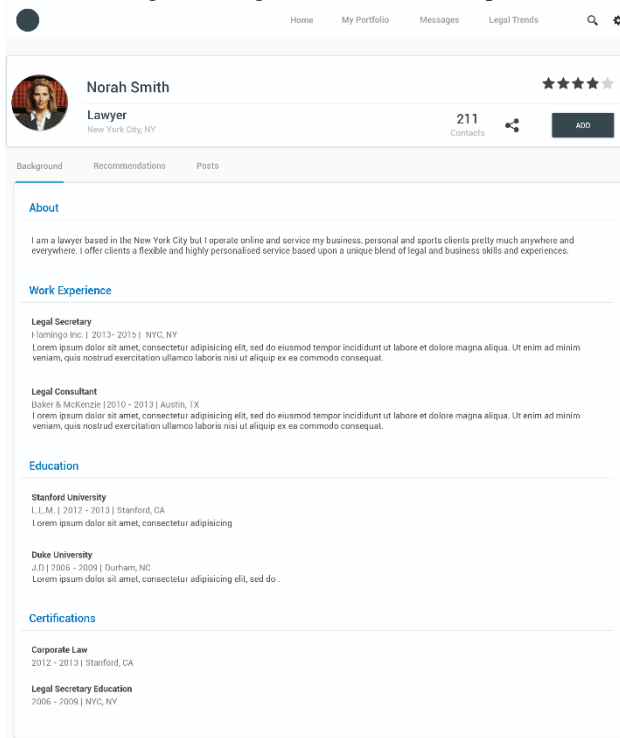 Home My Portfolio Messages Legal Trends
Norah Smith
Lawyer
New York City, NY
211
Contacts
ADD
Background Recommendations Posts
About
I am a lawyer based in the New York City but I operate online and service my business, personal and sports clients pretty much anywhere and
everywhere. I offer clients a flexible and highly personalised service based upon a unique blend of legal and business skills and experiences.
Work Experience
Legal Secretary
Flamingo Inc. | 2013- 2015 | NYC, NY
Lorem ipsum dolor sit amet, consectetur adipisicing elit, sed do eiusmod tempor incididunt ut labore et dolore magna aliqua. Ut enim ad minim
veniam, quis nostrud exercitation ullamco laboris nisi ut aliquip ex ea commodo consequat.
Legal Consultant
Baker & McKenzie | 2010 - 2013 | Austin, TX
Lorem ipsum dolor sit amet, consectetur adipisicing elit, sed do eiusmod tempor incididunt ut labore et dolore magna aliqua. Ut enim ad minim
veniam, quis nostrud exercitation ullamco laboris nisi ut aliquip ex ea commodo consequat.
Education
Stanford University
L.L.M. | 2012 - 2013 | Stanford, CA
Lorem ipsum dolor sit amet, consectetur adipisicing
Duke University
J.D | 2006 - 2009 | Durham, NC
Lorem ipsum dolor sit amet, consectetur adipisicing elit, sed do .
Certifications
Corporate Law
2012 - 2013 | Stanford, CA
Legal Secretary Education
2006 - 2009 | NYC, NY